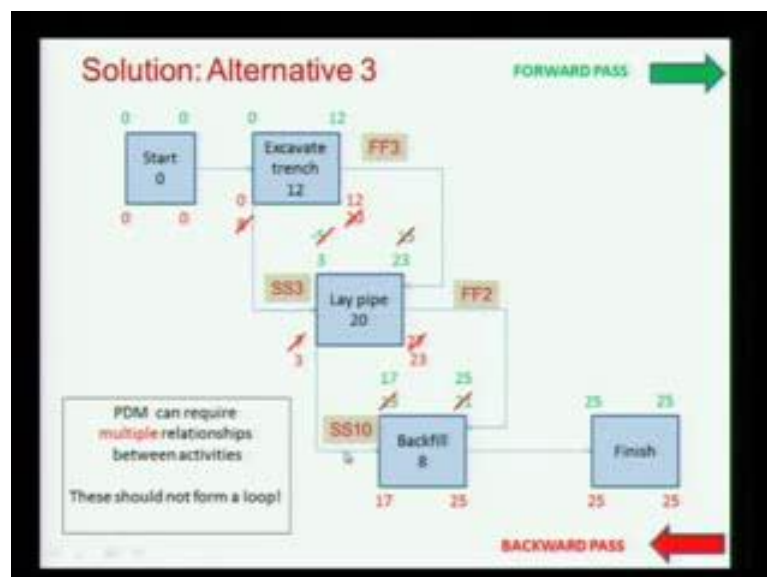 Solution: Alternative 3
FORWARD PASS
0 0 0 12
Start
0
Excavate
trench
12
FF3
0 0
0 12
-5 15
3 23
SS3
Lay pipe
20
FF2
3 23
17 25
SS10
Backfill
8
25 25
Finish
17 25
25 25
PDM can require
multiple relationships
between activities
These should not form a loop!
BACKWARD PASS